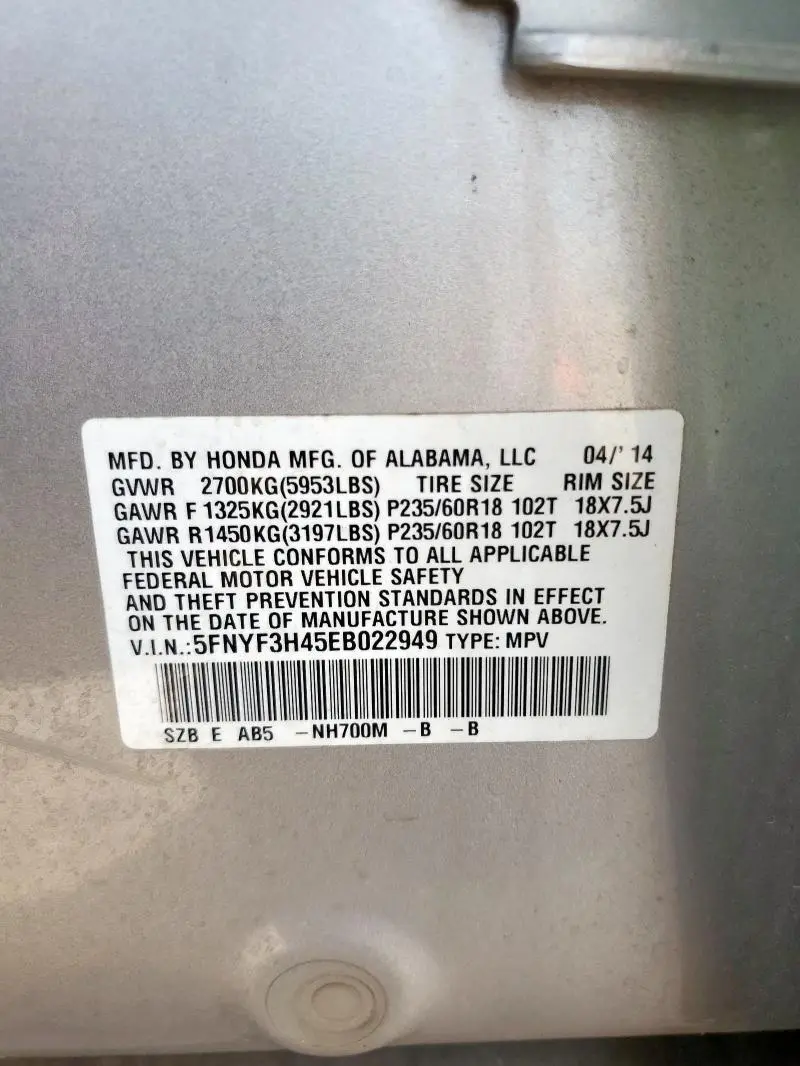 MFD. BY HONDA MFG. OF ALABAMA, LLC 04/' 14
GVWR 2700KG(5953LBS) TIRE SIZE RIM SIZE
GAWR F 1325KG(2921LBS) P235/60R18 102T 18X7.5J
GAWR R1450KG(3197LBS) P235/60R18 102T 18X7.5J
THIS VEHICLE CONFORMS TO ALL APPLICABLE
FEDERAL MOTOR VEHICLE SAFETY
AND THEFT PREVENTION STANDARDS IN EFFECT
ON THE DATE OF MANUFACTURE SHOWN ABOVE.
V.I.N.:5FNYF3H45EB022949 TYPE: MPV
SZB E AB5 -NH700M -B -B